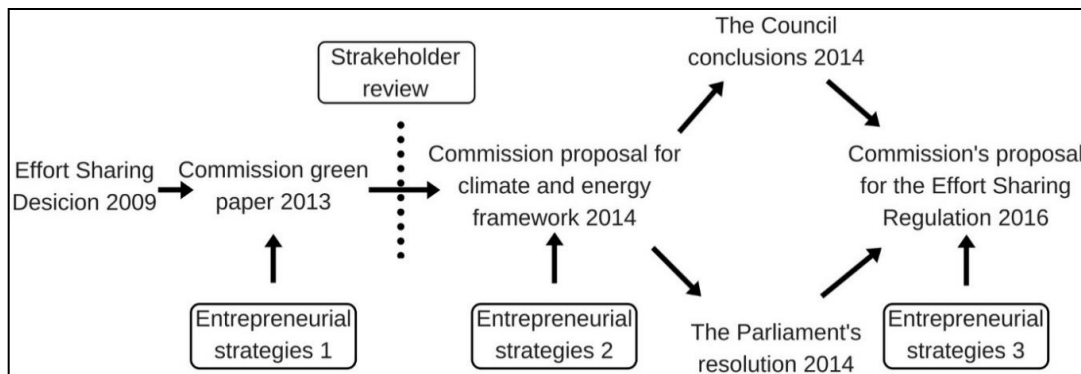 Effort Sharing
Desicion 2009
Commission green
paper 2013
Strakeholder
review
Commission proposal for
climate and energy
framework 2014
The Council
conclusions 2014
The Parliament's
resolution 2014
Commission's proposal
for the Effort Sharing
Regulation 2016
Entrepreneurial
strategies 1
Entrepreneurial
strategies 2
Entrepreneurial
strategies 3